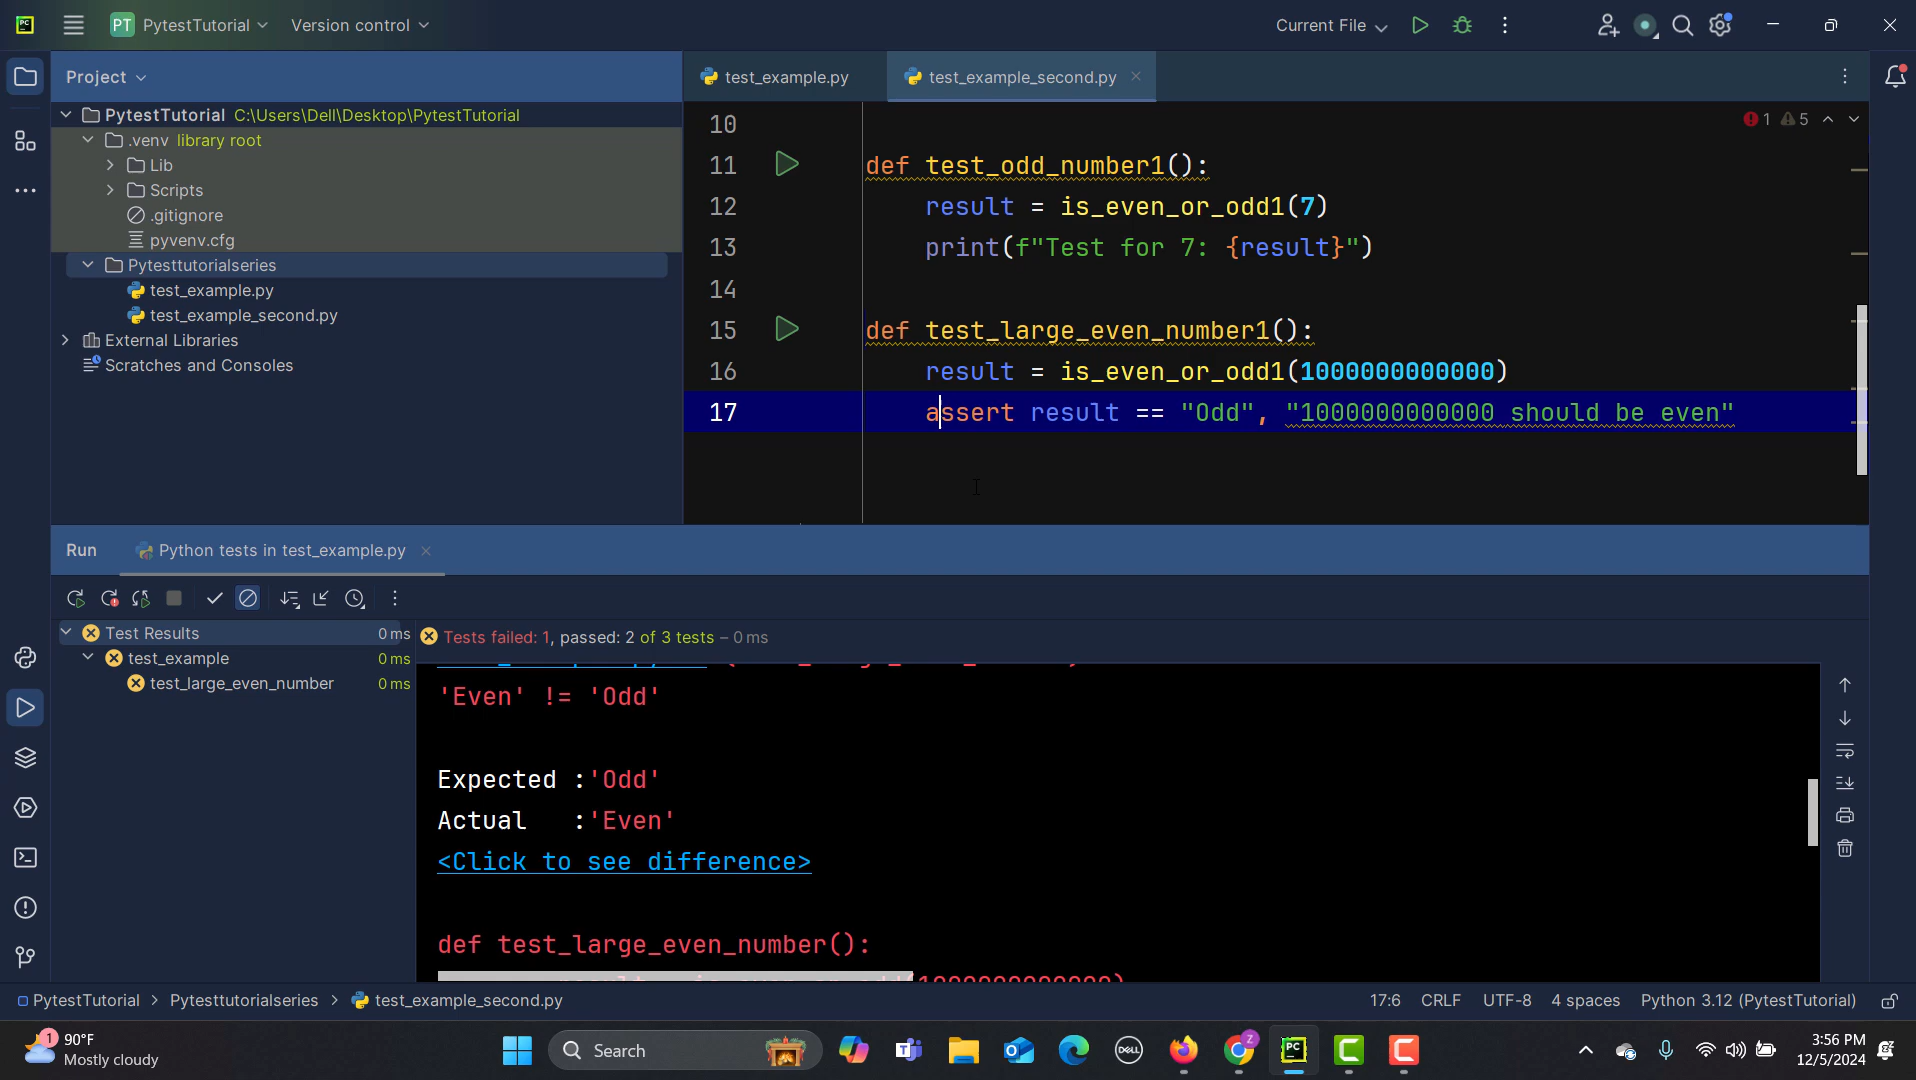 PC
PT PytestTutorial Version control
Current File
Project
test_example.py
test_example_second.py
PytestTutorial C:\Users\Dell\Desktop\PytestTutorial
.venv library root
Lib
Scripts
.gitignore
pyvenv.cfg
Pytesttutorialseries
test_example.py
test_example_second.py
External Libraries
Scratches and Consoles
1 5
10
11 def test_odd_number1():
12 result = is_even_or_odd1(7)
13 print(f"Test for 7: {result}")
14
15 def test_large_even_number1():
16 result = is_even_or_odd1(1000000000000)
17 assert result == "Odd", "1000000000000 should be even"
Run Python tests in test_example.py
Test Results 0 ms
test_example 0 ms
test_large_even_number 0 ms
Tests failed: 1, passed: 2 of 3 tests – 0 ms
'Even' != 'Odd'
Expected :'Odd'
Actual :'Even'
<Click to see difference>
def test_large_even_number():
PytestTutorial > Pytesttutorialseries > test_example_second.py
17:6 CRLF UTF-8 4 spaces Python 3.12 (PytestTutorial)
1
90°F
Mostly cloudy
Search
DELL
Z
PC
3:56 PM
12/5/2024